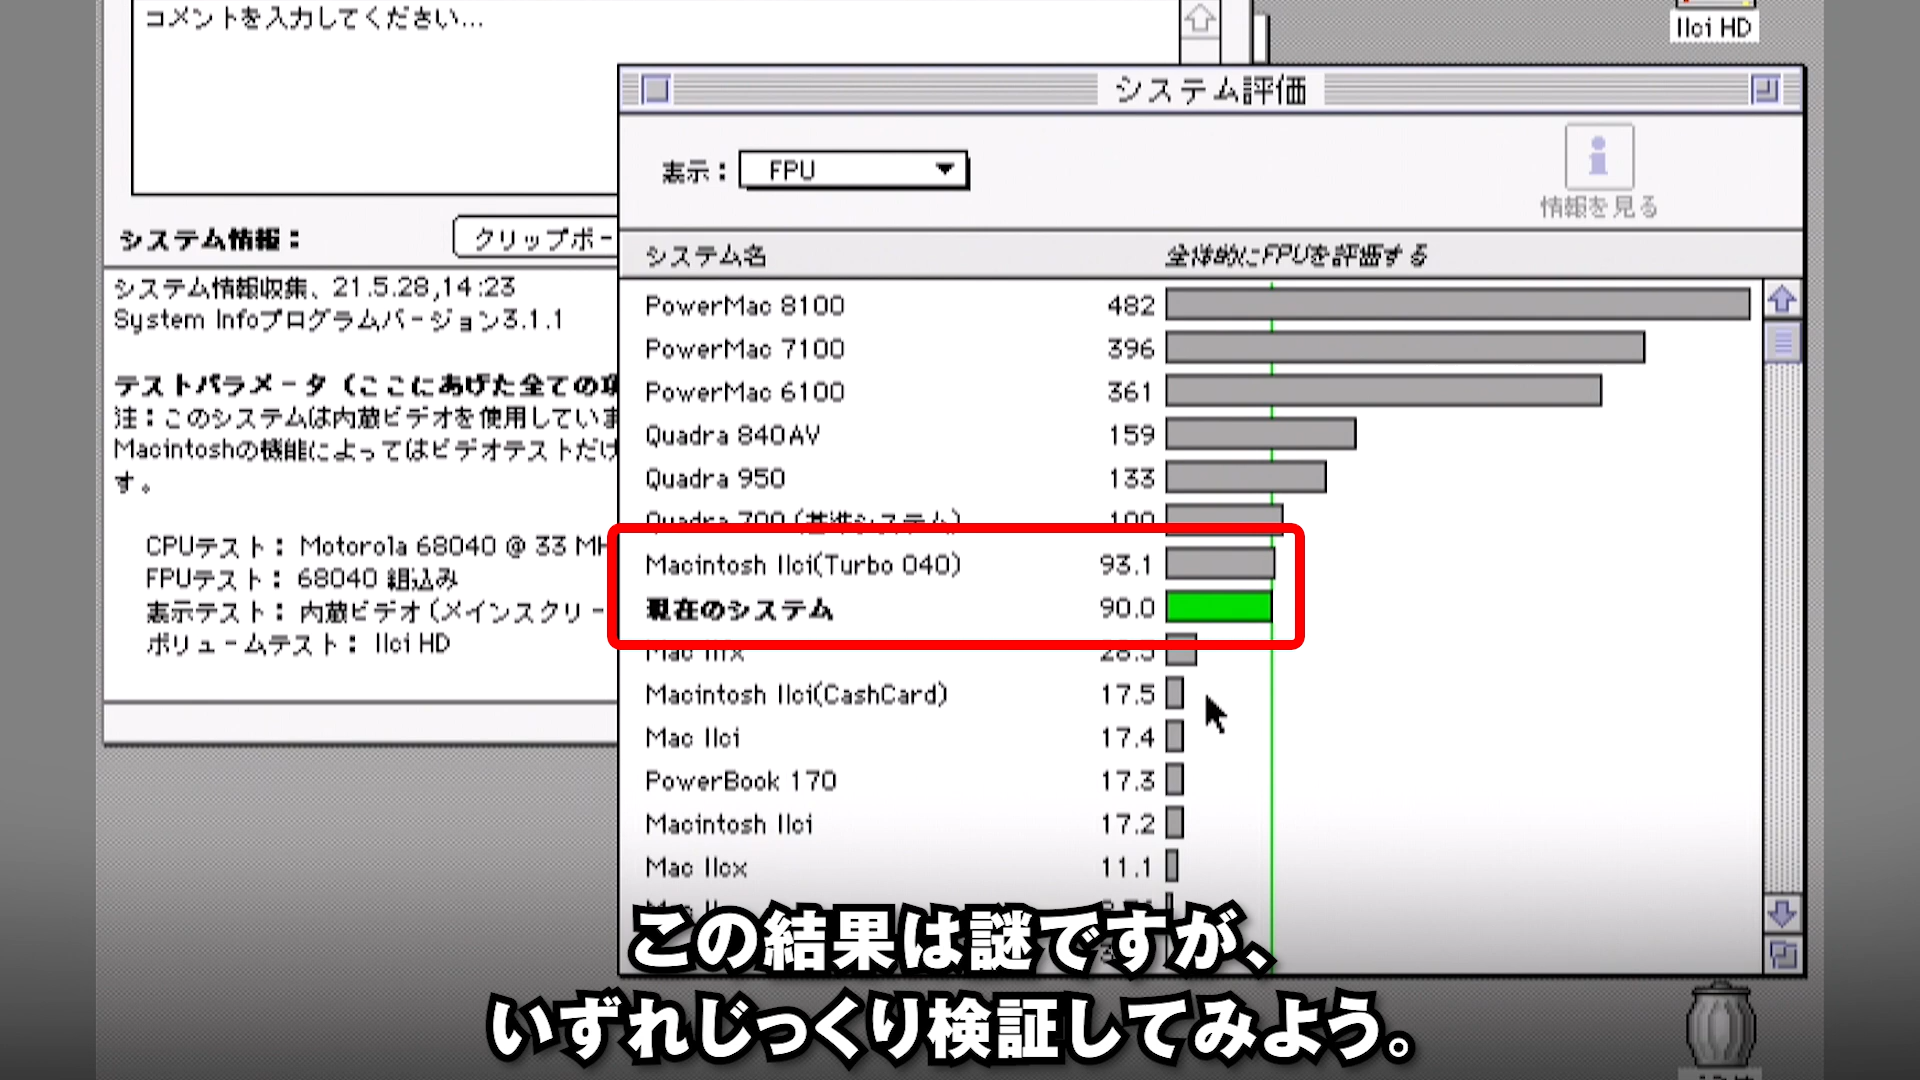 コメントを入力してください...
IIci HD
システム評価
表示： FPU
情報を見る
システム情報：
クリップボー
システム名 全体的にFPUを評価する
システム情報収集、21.5.28,14:23
System Infoプログラムバージョン3.1.1
テストパラメータ（ここにあげた全ての項
注：このシステムは内蔵ビデオを使用していま
Macintoshの機能によってはビデオテストだけ
す。
CPUテスト： Motorola 68040 @ 33 MH
FPUテスト： 68040 組込み
表示テスト： 内蔵ビデオ（メインスクリー
ボリュームテスト： IIci HD
PowerMac 8100 482
PowerMac 7100 396
PowerMac 6100 361
Quadra 840AV 159
Quadra 950 133
Quadra 700（基準システム） 100
Macintosh IIci(Turbo 040) 93.1
現在のシステム 90.0
Mac IIfx 28.5
Macintosh IIci(CashCard) 17.5
Mac IIci 17.4
PowerBook 170 17.3
Macintosh IIci 17.2
Mac IIcx 11.1
この結果は謎ですが、
いずれじっくり検証してみよう。